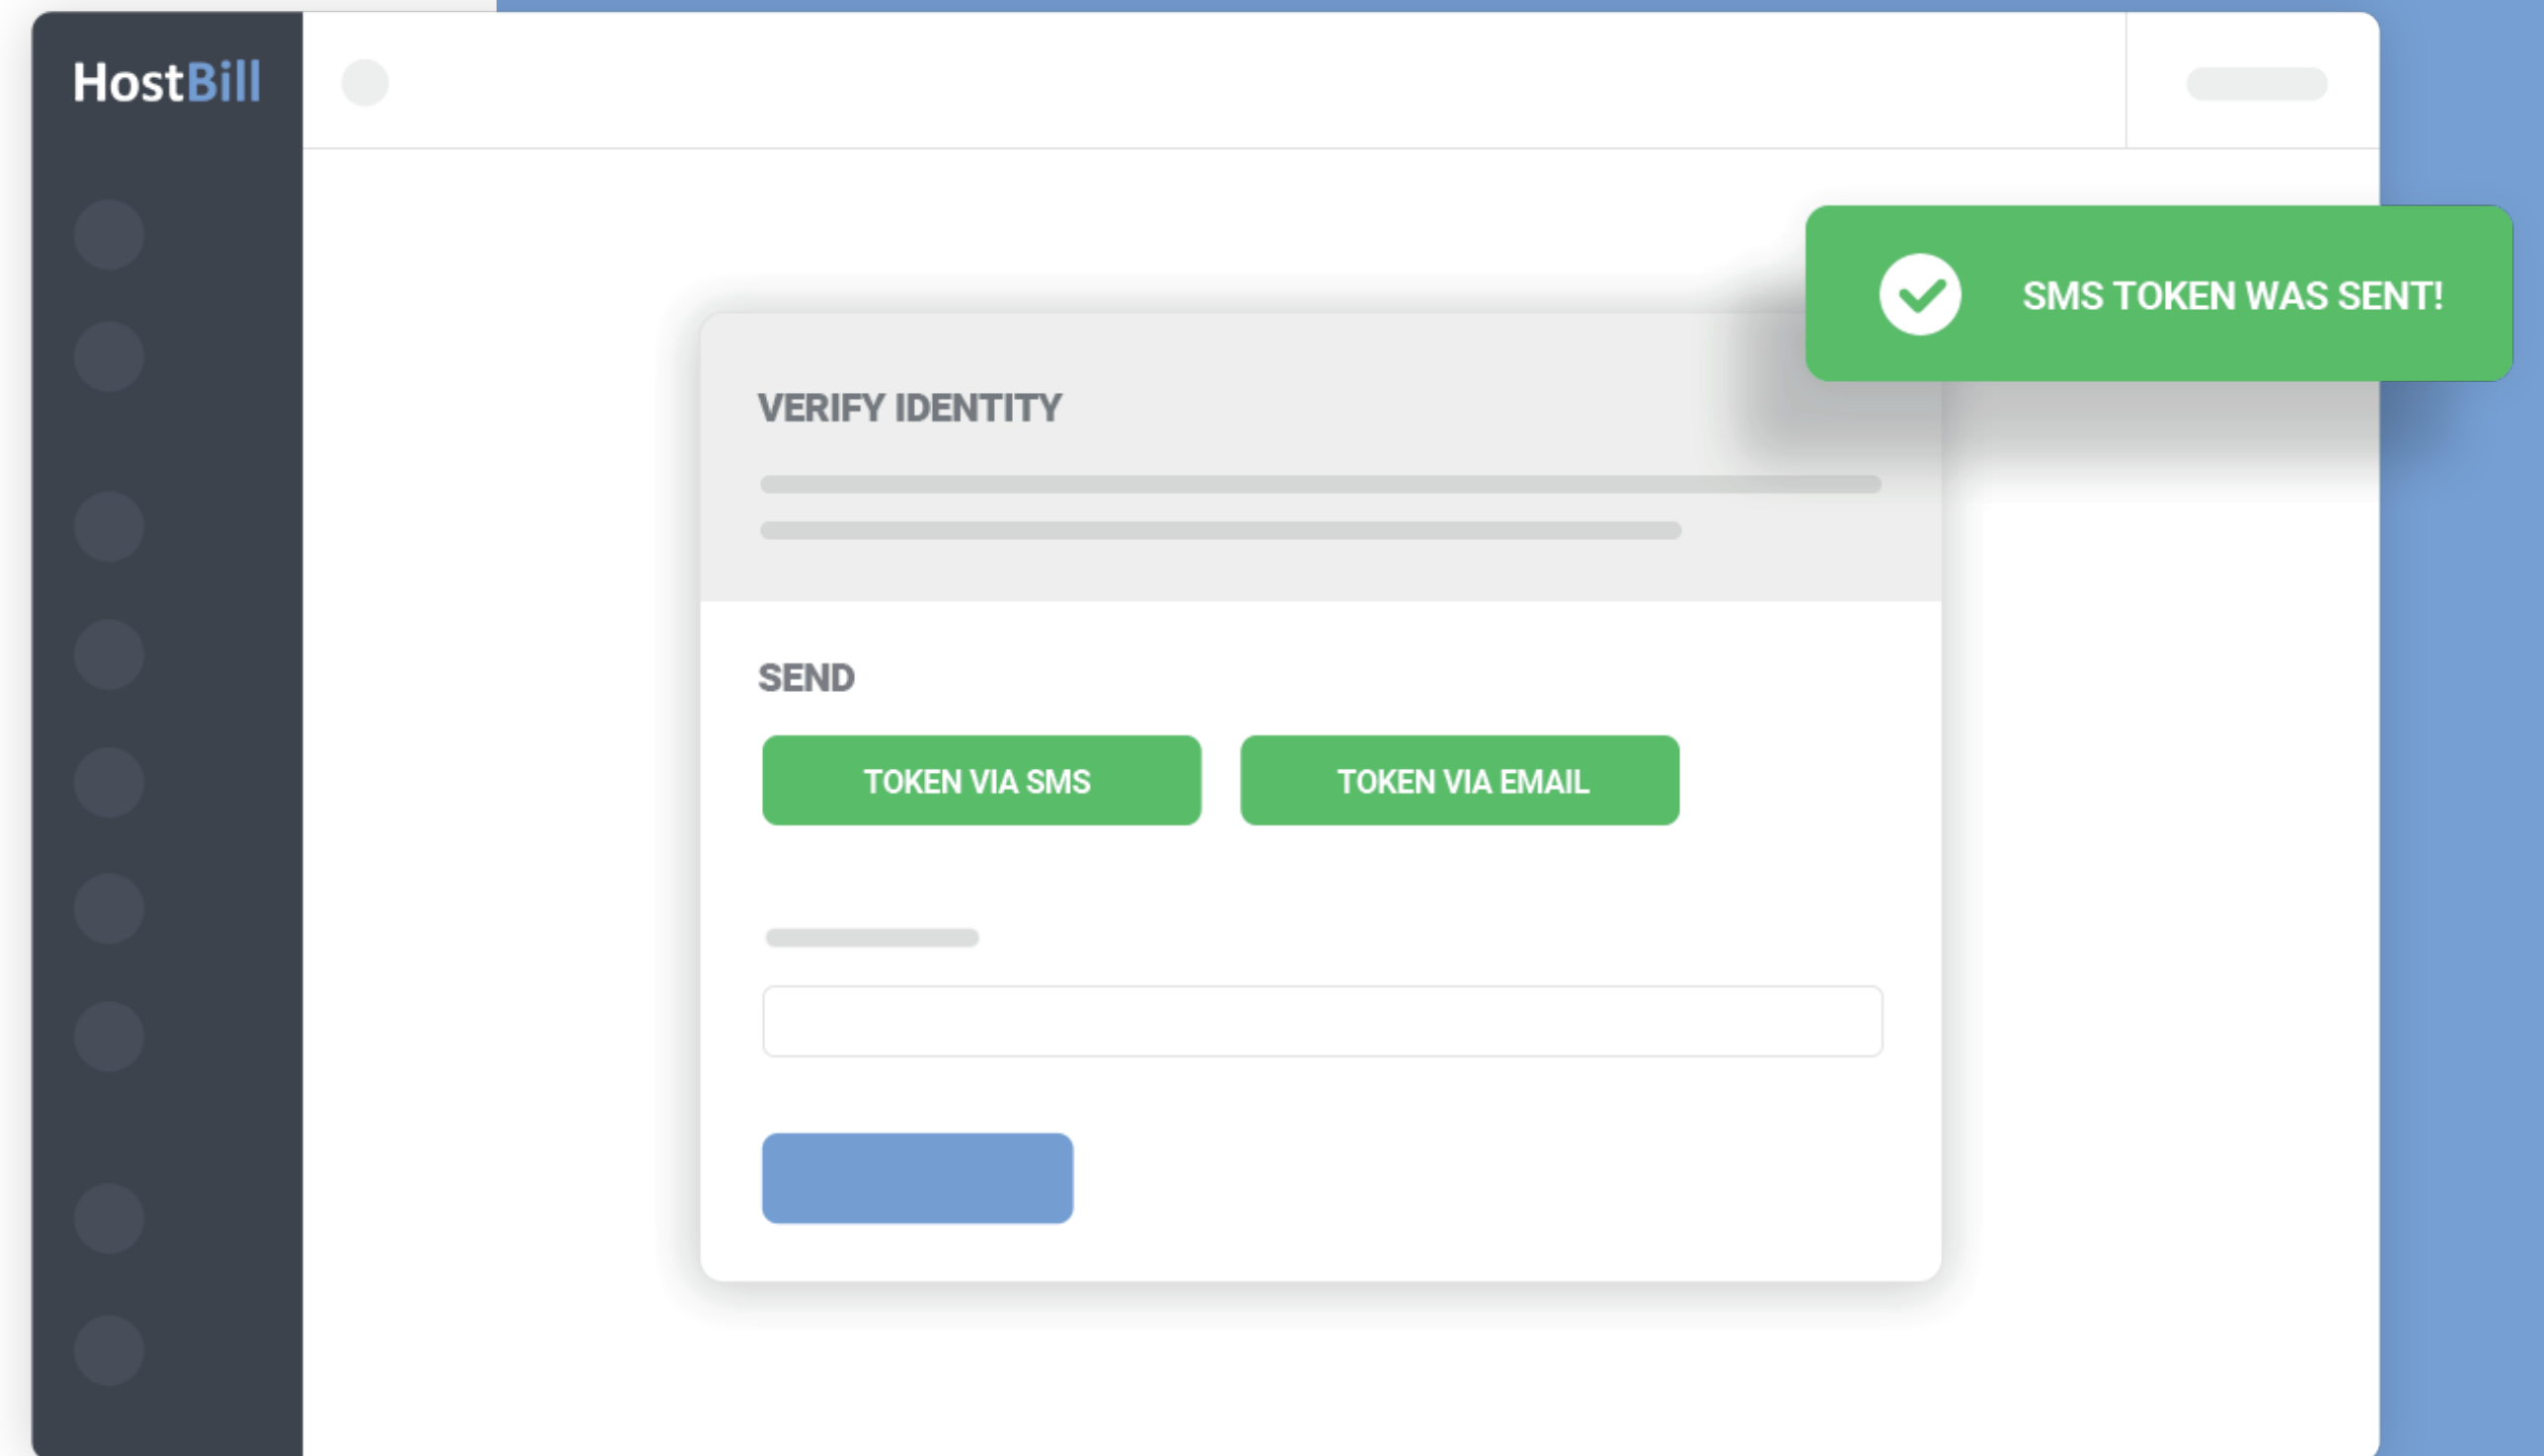 HostBill
SMS TOKEN WAS SENT!
VERIFY IDENTITY
SEND
TOKEN VIA SMS
TOKEN VIA EMAIL